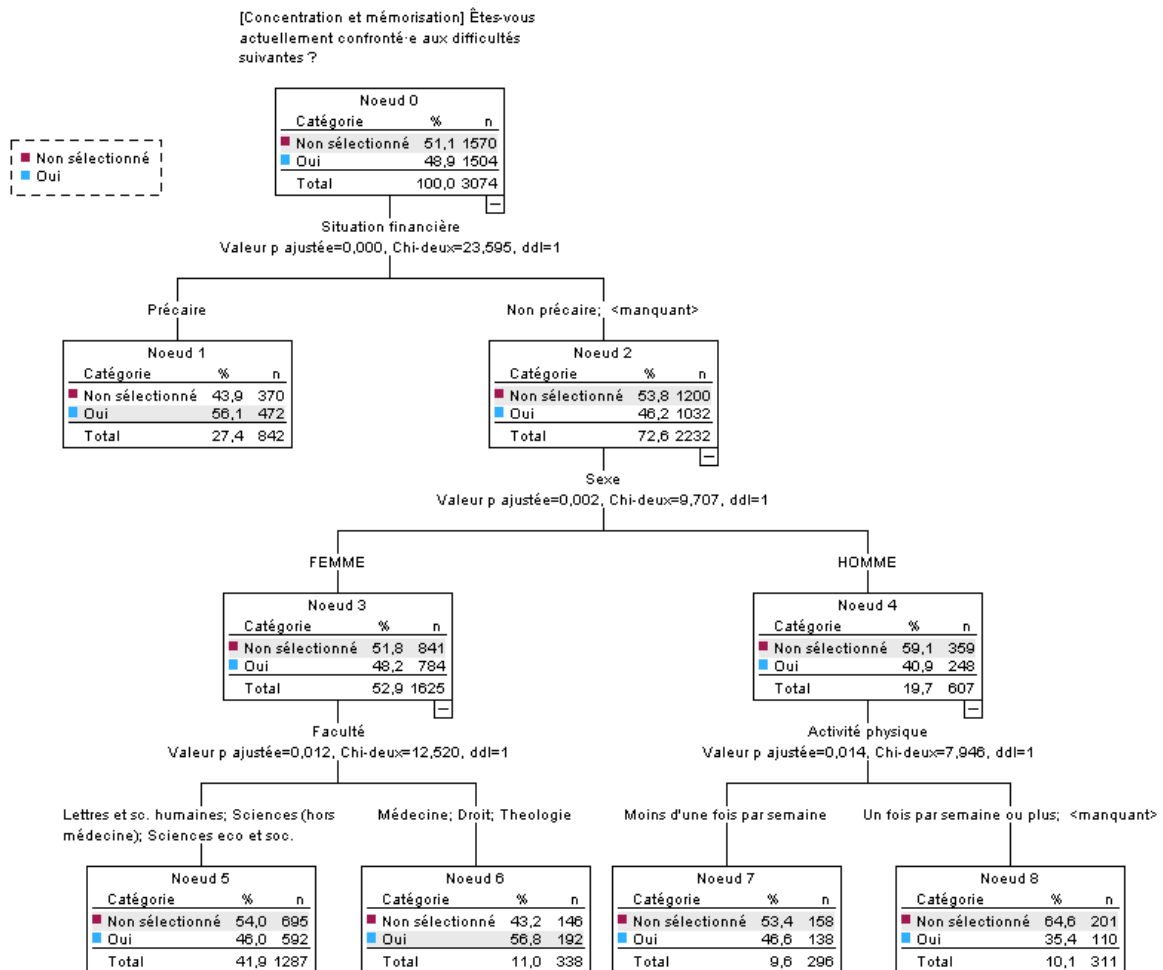 [Concentration et mémorisation] Êtes-vous
actuellement confronté·e aux difficultés
suivantes ?
Non sélectionné
Oui
Noeud 0
Catégorie % n
Non sélectionné 51,1 1570
Oui 48,9 1504
Total 100,0 3074
Situation financière
Valeur p ajustée=0,000, Chi-deux=23,595, ddl=1
Précaire
Non précaire; <manquant>
Noeud 1
Catégorie % n
Non sélectionné 43,9 370
Oui 56,1 472
Total 27,4 842
Noeud 2
Catégorie % n
Non sélectionné 53,8 1200
Oui 46,2 1032
Total 72,6 2232
Sexe
Valeur p ajustée=0,002, Chi-deux=9,707, ddl=1
FEMME
HOMME
Noeud 3
Catégorie % n
Non sélectionné 51,8 841
Oui 48,2 784
Total 52,9 1625
Noeud 4
Catégorie % n
Non sélectionné 59,1 359
Oui 40,9 248
Total 19,7 607
Faculté
Valeur p ajustée=0,012, Chi-deux=12,520, ddl=1
Activité physique
Valeur p ajustée=0,014, Chi-deux=7,946, ddl=1
Lettres et sc. humaines; Sciences (hors
médecine); Sciences eco et soc.
Médecine; Droit; Theologie
Moins d'une fois par semaine
Un fois par semaine ou plus; <manquant>
Noeud 5
Catégorie % n
Non sélectionné 54,0 695
Oui 46,0 592
Total 41,9 1287
Noeud 6
Catégorie % n
Non sélectionné 43,2 146
Oui 56,8 192
Total 11,0 338
Noeud 7
Catégorie % n
Non sélectionné 53,4 158
Oui 46,6 138
Total 9,6 296
Noeud 8
Catégorie % n
Non sélectionné 64,6 201
Oui 35,4 110
Total 10,1 311